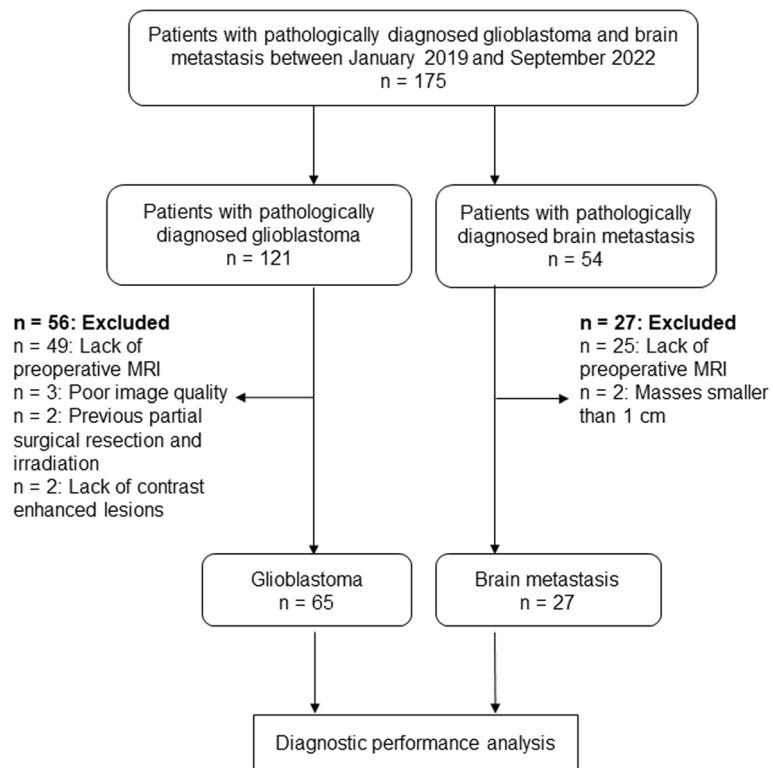 Patients with pathologically diagnosed glioblastoma and brain
metastasis between January 2019 and September 2022
n = 175
Patients with pathologically
diagnosed glioblastoma
n = 121
Patients with pathologically
diagnosed brain metastasis
n = 54
n = 56: Excluded
n = 49: Lack of
preoperative MRI
n = 3: Poor image quality
n = 2: Previous partial
surgical resection and
irradiation
n = 2: Lack of contrast
enhanced lesions
n = 27: Excluded
n = 25: Lack of
preoperative MRI
n = 2: Masses smaller
than 1 cm
Glioblastoma
n = 65
Brain metastasis
n = 27
Diagnostic performance analysis